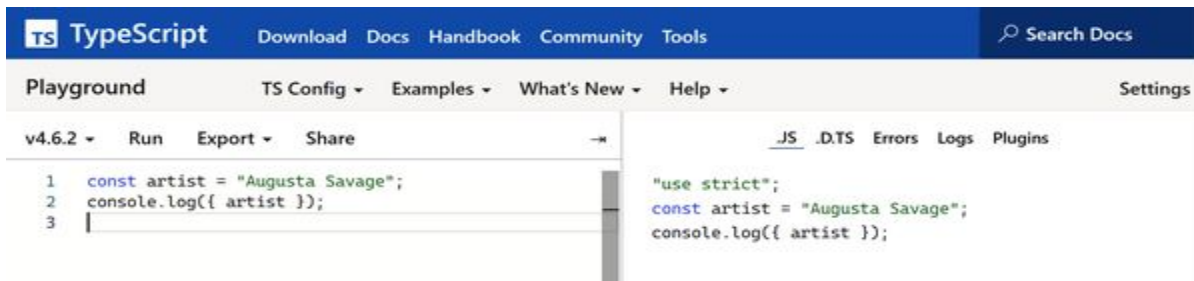 TS TypeScript Download Docs Handbook Community Tools Search Docs
Playground TS Config Examples What's New Help Settings
v4.6.2 Run Export Share
1 const artist = "Augusta Savage";
2 console.log({ artist });
3
.JS .D.TS Errors Logs Plugins
"use strict";
const artist = "Augusta Savage";
console.log({ artist });